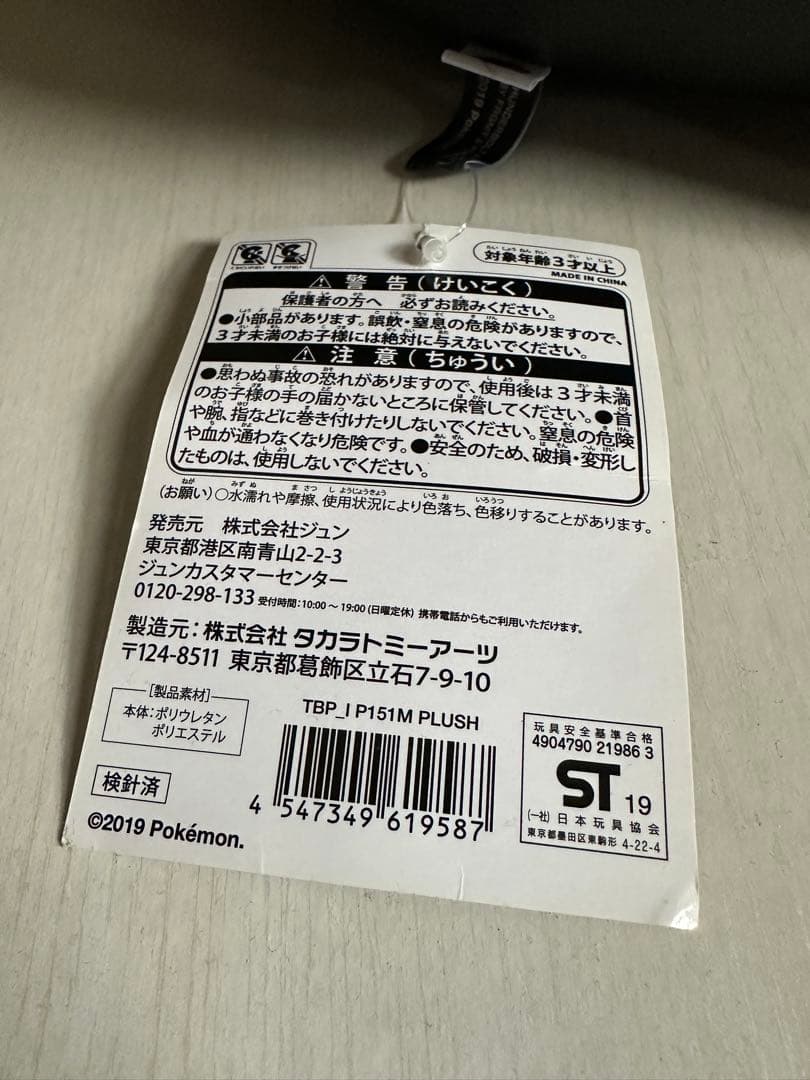 対象年齢3才以上
MADE IN CHINA
警告(けいこく)
保護者の方へ 必ずお読みください。
●小部品があります。誤飲・窒息の危険がありますので、
3才未満のお子様には絶対に与えないでください。
注意(ちゅうい)
●思わぬ事故の恐れがありますので、使用後は3才未満
のお子様の手の届かないところに保管してください。●首
や腕、指などに巻き付けたりしないでください。窒息の危険
や血が通わなくなり危険です。●安全のため、破損・変形し
たものは、使用しないでください。
(お願い)○水濡れや摩擦、使用状況により色落ち、色移りすることがあります。
発売元 株式会社ジュン
東京都港区南青山2-2-3
ジュンカスタマーセンター
0120-298-133 受付時間:10:00～19:00(日曜定休) 携帯電話からもご利用いただけます。
製造元:株式会社 タカラトミーアーツ
〒124-8511 東京都葛飾区立石7-9-10
[製品素材]
本体:ポリウレタン
ポリエステル
検針済
©2019 Pokémon.
TBP_I P151M PLUSH
4 547349 619587
玩具安全基準合格
4904790 21986 3
ST 19
(一社)日本玩具協会
東京都墨田区東駒形 4-22-4